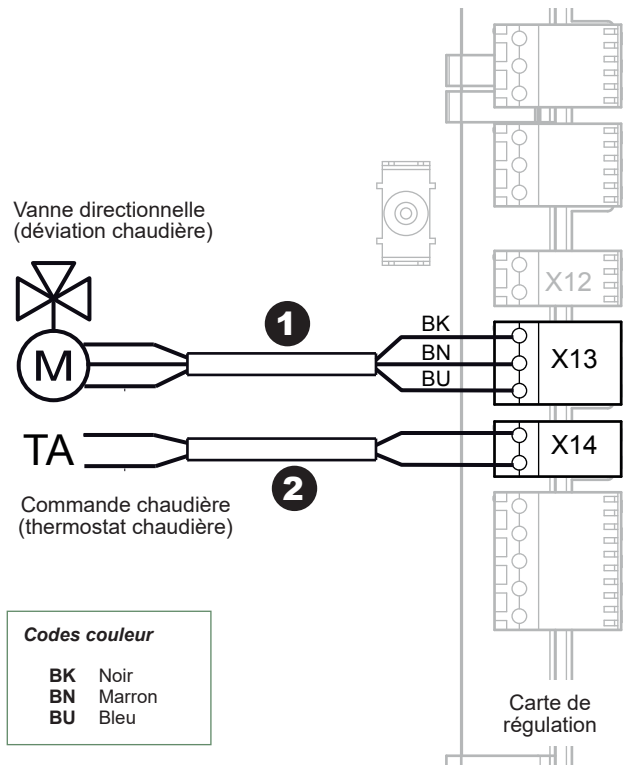 X12
Vanne directionnelle
(déviation chaudière)
1
BK
BN
BU
X13
M
TA
2
X14
Commande chaudière
(thermostat chaudière)
Codes couleur
BK Noir
BN Marron
BU Bleu
Carte de
régulation